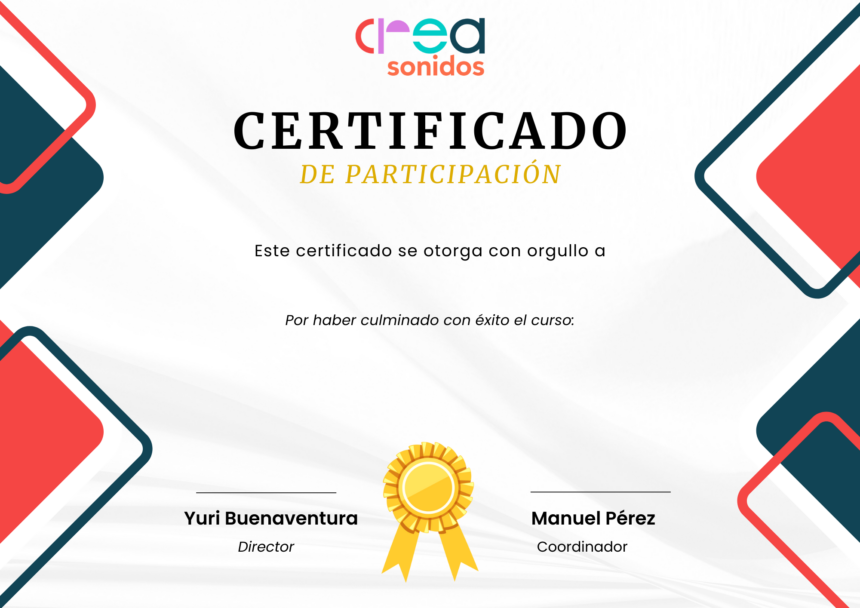 crea
sonidos
CERTIFICADO
DE PARTICIPACIÓN
Este certificado se otorga con orgullo a
Por haber culminado con éxito el curso:
Yuri Buenaventura
Director
Manuel Pérez
Coordinador